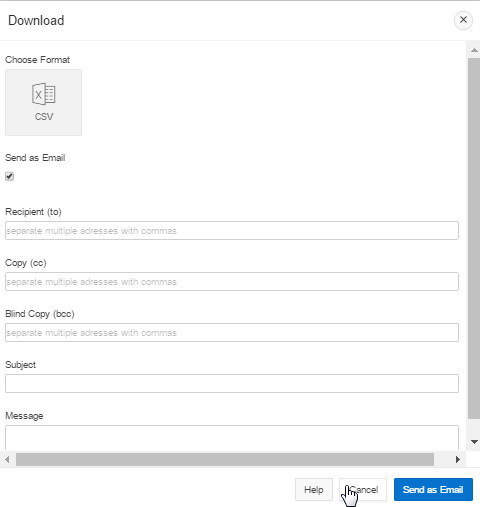 Download
Choose Format
CSV
Send as Email
Recipient (to)
separate multiple adresses with commas
Copy (cc)
separate multiple adresses with commas
Blind Copy (bcc)
separate multiple adresses with commas
Subject
Message
Help
Cancel
Send as Email